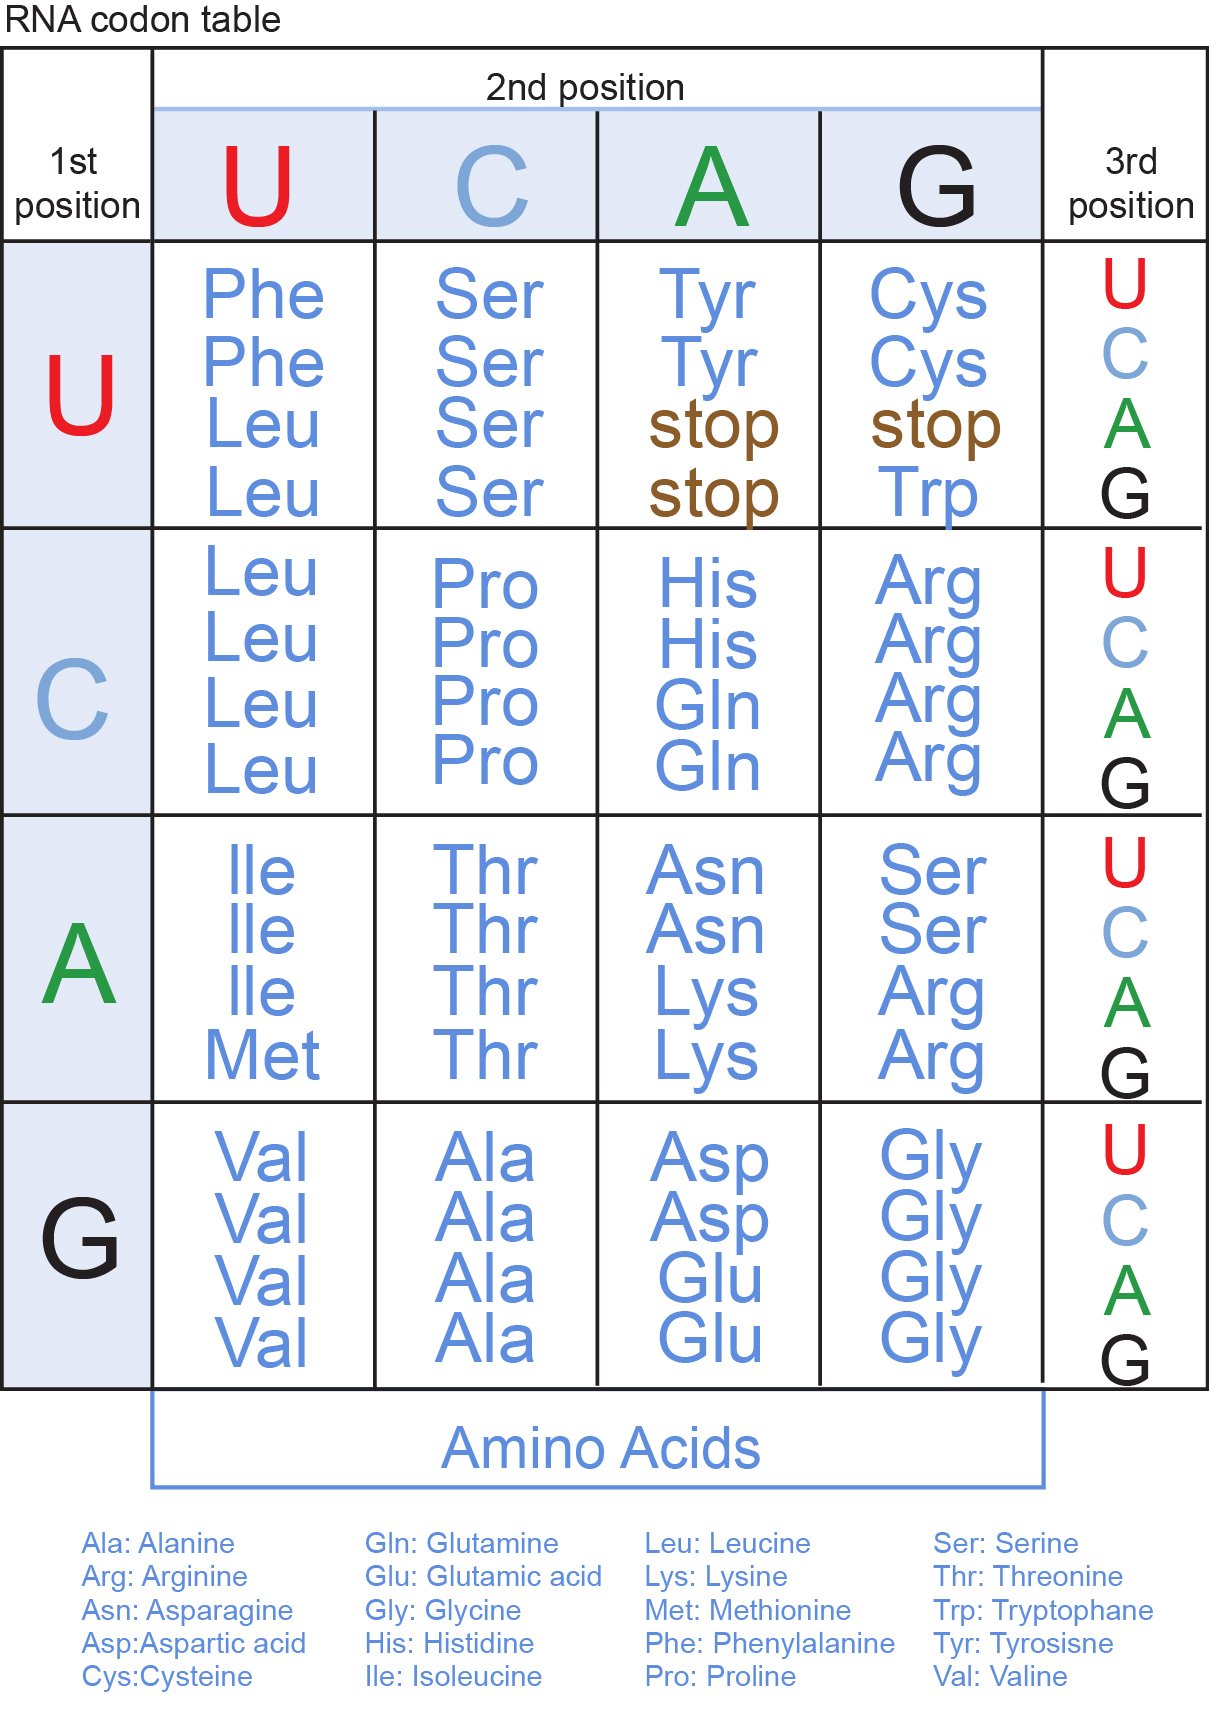 RNA codon table
2nd position
1st
position
U C A G
3rd
position
U
Phe Ser Tyr Cys U
Phe Ser Tyr Cys C
Leu Ser stop stop A
Leu Ser stop Trp G
C
Leu Pro His Arg U
Leu Pro His Arg C
Leu Pro Gln Arg A
Leu Pro Gln Arg G
A
Ile Thr Asn Ser U
Ile Thr Asn Ser C
Ile Thr Lys Arg A
Met Thr Lys Arg G
G
Val Ala Asp Gly U
Val Ala Asp Gly C
Val Ala Glu Gly A
Val Ala Glu Gly G
Amino Acids
Ala: Alanine
Arg: Arginine
Asn: Asparagine
Asp:Aspartic acid
Cys:Cysteine
Gln: Glutamine
Glu: Glutamic acid
Gly: Glycine
His: Histidine
Ile: Isoleucine
Leu: Leucine
Lys: Lysine
Met: Methionine
Phe: Phenylalanine
Pro: Proline
Ser: Serine
Thr: Threonine
Trp: Tryptophane
Tyr: Tyrosisne
Val: Valine